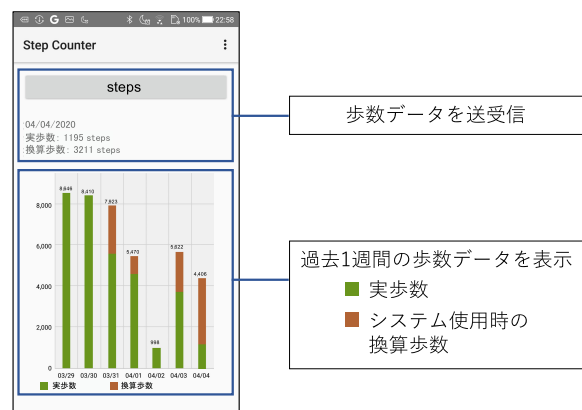 100% 22:58
Step Counter
steps
04/04/2020
実歩数: 1195 steps
換算歩数: 3211 steps
歩数データを送受信
8,646
8,410
7,923
5,470
998
5,622
4,406
8,000
6,000
4,000
2,000
0
03/29 03/30 03/31 04/01 04/02 04/03 04/04
実歩数 換算歩数
過去1週間の歩数データを表示
実歩数
システム使用時の
換算歩数